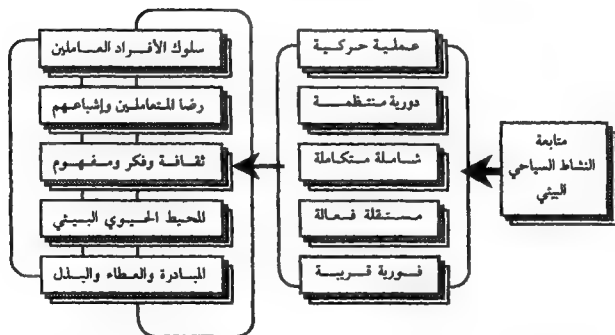 متابعة
النشاط السياحي
البيئي
عملية حركية
دورية منتظمة
شاملة متكاملة
مستقلة فعالة
فورية قريبة
سلوك الأفراد العاملين
رضا المتعاملين وإشباعهم
ثقافة وفكر ومفهوم
المحيط الحيوي البيئي
المبادرة والعطاء والبذل